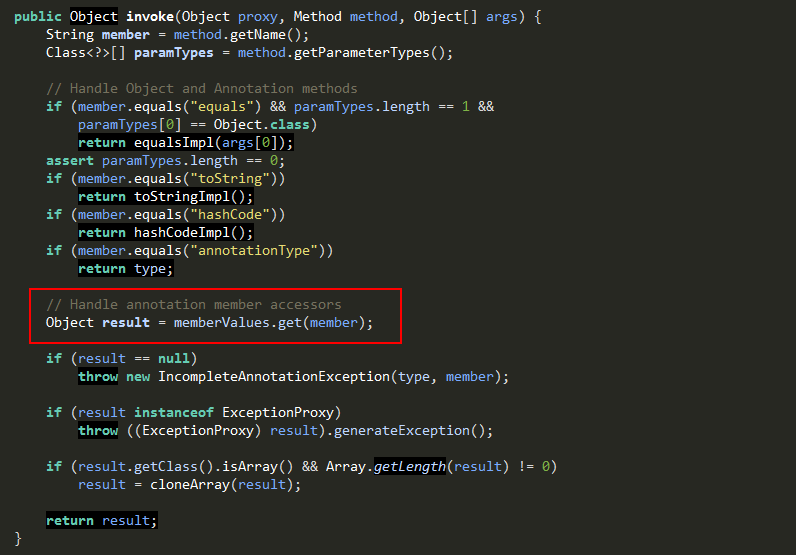 public Object invoke(Object proxy, Method method, Object[] args) {
    String member = method.getName();
    Class<?>[] paramTypes = method.getParameterTypes();

    // Handle Object and Annotation methods
    if (member.equals("equals") && paramTypes.length == 1 &&
        paramTypes[0] == Object.class)
        return equalsImpl(args[0]);
    assert paramTypes.length == 0;
    if (member.equals("toString"))
        return toStringImpl();
    if (member.equals("hashCode"))
        return hashCodeImpl();
    if (member.equals("annotationType"))
        return type;

    // Handle annotation member accessors
    Object result = memberValues.get(member);

    if (result == null)
        throw new IncompleteAnnotationException(type, member);

    if (result instanceof ExceptionProxy)
        throw ((ExceptionProxy) result).generateException();

    if (result.getClass().isArray() && Array.getLength(result) != 0)
        result = cloneArray(result);

    return result;
}